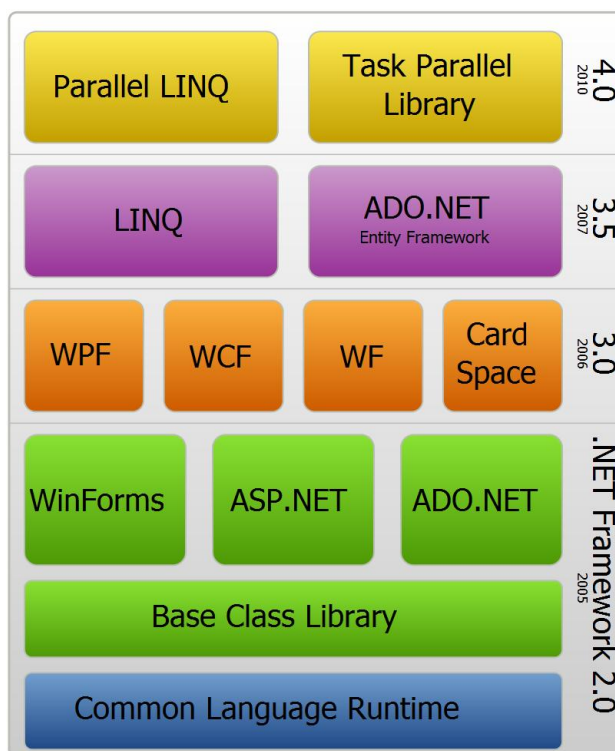 Parallel LINQ
Task Parallel
Library
4.0
2010
LINQ
ADO.NET
Entity Framework
3.5
2007
WPF
WCF
WF
Card
Space
3.0
2006
WinForms
ASP.NET
ADO.NET
Base Class Library
Common Language Runtime
.NET Framework 2.0
2005